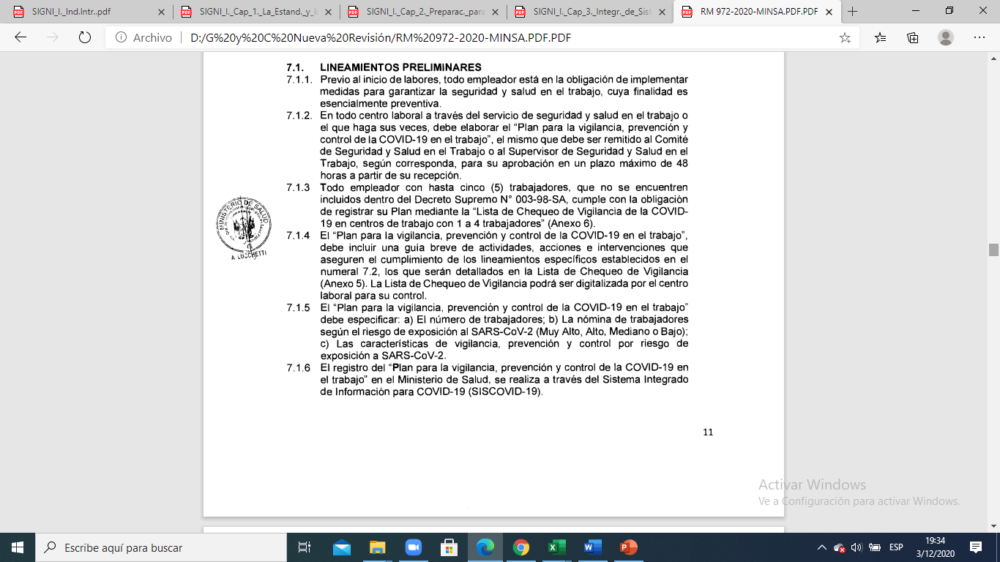 SIGNI_I._Ind.Intr..pdf
SIGNI_I._Cap_1._La_Estand._y_l
SIGNI_I._Cap_2._Preparac._para
SIGNI_I._Cap_3._Integr._de_Sist
RM 972-2020-MINSA.PDF.PDF
Archivo
D:/G%20y%20C%20Nueva%20Revisión/RM%20972-2020-MINSA.PDF.PDF
7.1. LINEAMIENTOS PRELIMINARES
7.1.1. Previo al inicio de labores, todo empleador está en la obligación de implementar
medidas para garantizar la seguridad y salud en el trabajo, cuya finalidad es
esencialmente preventiva.
7.1.2. En todo centro laboral a través del servicio de seguridad y salud en el trabajo o
el que haga sus veces, debe elaborar el “Plan para la vigilancia, prevención y
control de la COVID-19 en el trabajo”, el mismo que debe ser remitido al Comité
de Seguridad y Salud en el Trabajo o al Supervisor de Seguridad y Salud en el
Trabajo, según corresponda, para su aprobación en un plazo máximo de 48
horas a partir de su recepción.
7.1.3 Todo empleador con hasta cinco (5) trabajadores, que no se encuentren
incluidos dentro del Decreto Supremo N° 003-98-SA, cumple con la obligación
de registrar su Plan mediante la “Lista de Chequeo de Vigilancia de la COVID-
19 en centros de trabajo con 1 a 4 trabajadores” (Anexo 6).
7.1.4 El “Plan para la vigilancia, prevención y control de la COVID-19 en el trabajo”,
debe incluir una guía breve de actividades, acciones e intervenciones que
aseguren el cumplimiento de los lineamientos específicos establecidos en el
numeral 7.2, los que serán detallados en la Lista de Chequeo de Vigilancia
(Anexo 5). La Lista de Chequeo de Vigilancia podrá ser digitalizada por el centro
laboral para su control.
7.1.5 El “Plan para la vigilancia, prevención y control de la COVID-19 en el trabajo”
debe especificar: a) El número de trabajadores; b) La nómina de trabajadores
según el riesgo de exposición al SARS-CoV-2 (Muy Alto, Alto, Mediano o Bajo);
c) Las características de vigilancia, prevención y control por riesgo de
exposición a SARS-CoV-2.
7.1.6 El registro del “Plan para la vigilancia, prevención y control de la COVID-19 en
el trabajo” en el Ministerio de Salud, se realiza a través del Sistema Integrado
de Información para COVID-19 (SISCOVID-19).
MINISTERIO DE SALUD
A. LUCCHETTI
11
Activar Windows
Ve a Configuración para activar Windows.
Escribe aquí para buscar
ESP
19:34
3/12/2020